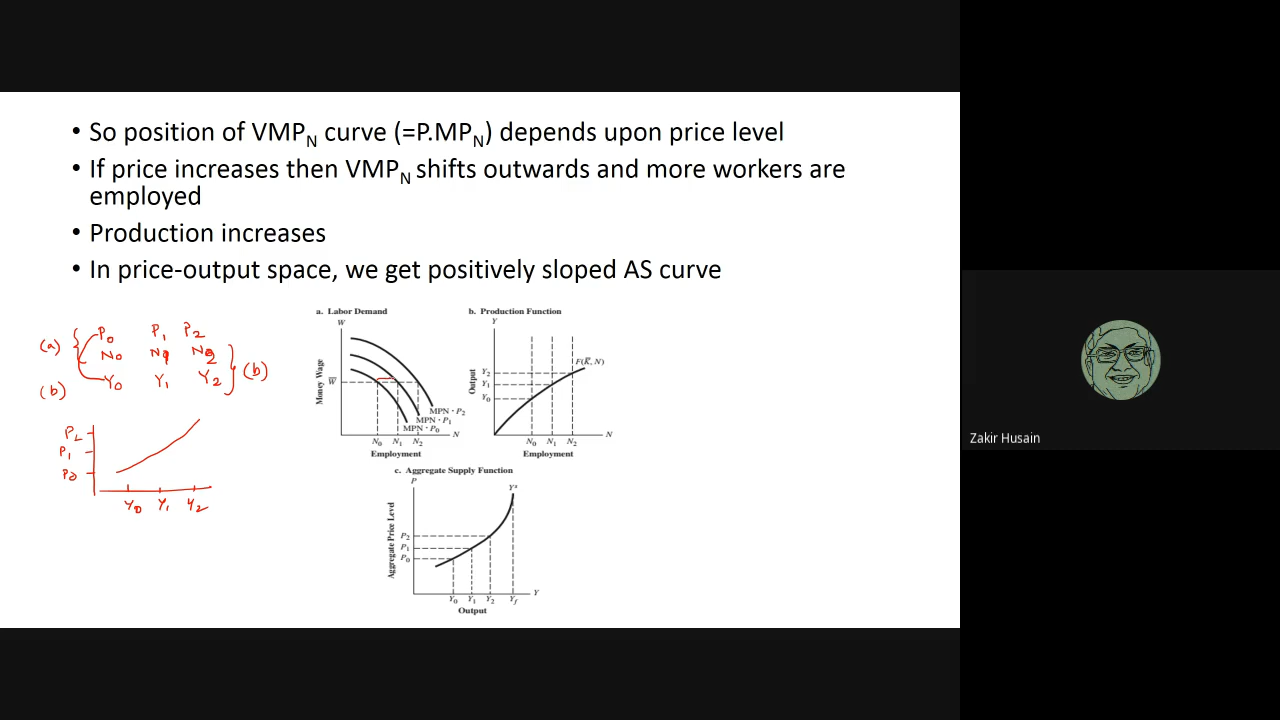 • So position of VMPN curve (=P.MPN) depends upon price level
• If price increases then VMPN shifts outwards and more workers are
employed
• Production increases
• In price-output space, we get positively sloped AS curve
(a)
P0 P1 P2
N0 N1 N2
(b)
Y0 Y1 Y2
(b)
P2
P1
P0
Y0 Y1 Y2
a. Labor Demand
W
Money Wage
W̅
MPN · P2
MPN · P1
MPN · P0
N0 N1 N2
N
Employment
b. Production Function
Y
Output
Y2
Y1
Y0
F(K̅, N)
N0 N1 N2
N
Employment
c. Aggregate Supply Function
P
Aggregate Price Level
Yˢ
P2
P1
P0
Y0 Y1 Y2 Yf
Y
Output
Zakir Husain